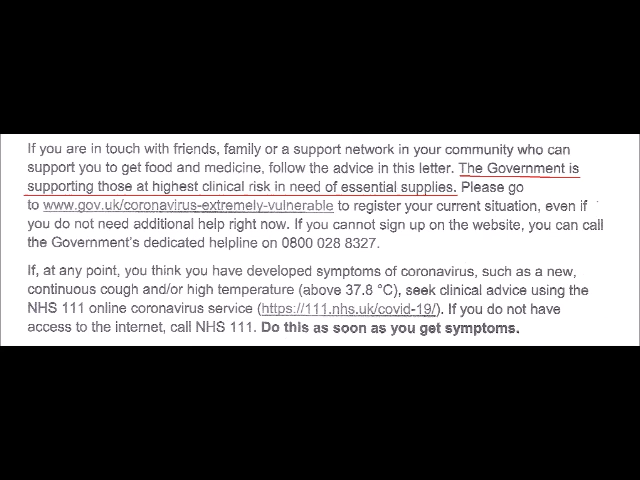 If you are in touch with friends, family or a support network in your community who can
support you to get food and medicine, follow the advice in this letter. The Government is
supporting those at highest clinical risk in need of essential supplies. Please go
to www.gov.uk/coronavirus-extremely-vulnerable to register your current situation, even if
you do not need additional help right now. If you cannot sign up on the website, you can call
the Government's dedicated helpline on 0800 028 8327.
If, at any point, you think you have developed symptoms of coronavirus, such as a new,
continuous cough and/or high temperature (above 37.8 °C), seek clinical advice using the
NHS 111 online coronavirus service (https://111.nhs.uk/covid-19/). If you do not have
access to the internet, call NHS 111. Do this as soon as you get symptoms.